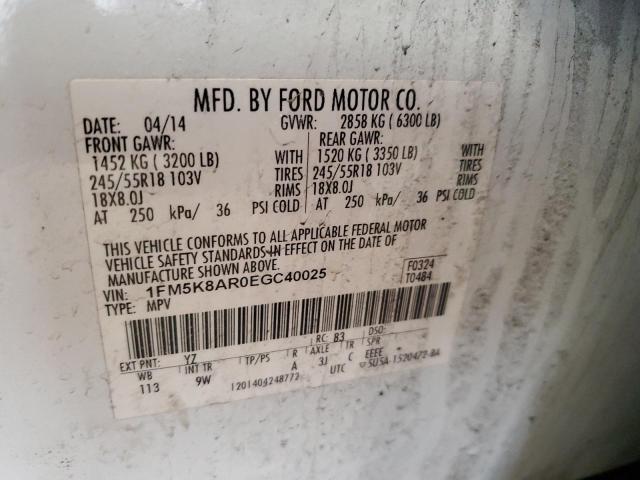 MFD. BY FORD MOTOR CO.
DATE: 04/14 GVWR: 2858 KG ( 6300 LB)
FRONT GAWR: REAR GAWR:
1452 KG ( 3200 LB) WITH 1520 KG ( 3350 LB) WITH
245/55R18 103V TIRES 245/55R18 103V TIRES
18X8.0J RIMS 18X8.0J RIMS
AT 250 kPa/ 36 PSI COLD AT 250 kPa/ 36 PSI COLD
THIS VEHICLE CONFORMS TO ALL APPLICABLE FEDERAL MOTOR
VEHICLE SAFETY STANDARDS IN EFFECT ON THE DATE OF
MANUFACTURE SHOWN ABOVE.
VIN: 1FM5K8AR0EGC40025 F0324
TYPE: MPV T0484
EXT PNT: YZ RC: B3 DSO:
WB INT TR TP/PS R AXLE TR SPR
113 9W A 3J C EEEE
1201404248772 UTC 5U5A-1520472-BA